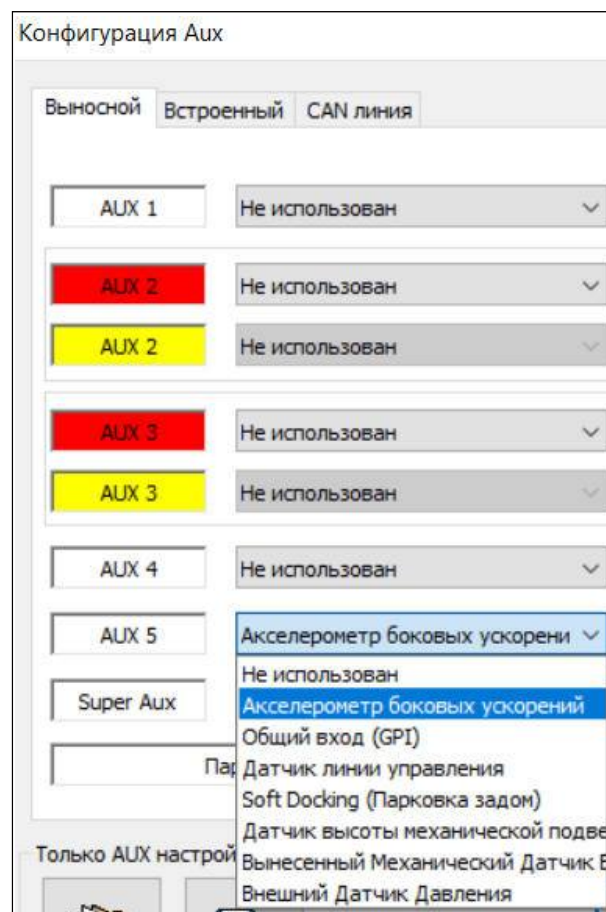 Конфигурация Aux
Выносной Встроенный CAN линия
AUX 1 Не использован
AUX 2 Не использован
AUX 2 Не использован
AUX 3 Не использован
AUX 3 Не использован
AUX 4 Не использован
AUX 5 Акселерометр боковых ускорени
Не использован
Super Aux Акселерометр боковых ускорений
Общий вход (GPI)
Датчик линии управления
Soft Docking (Парковка задом)
Датчик высоты механической подве
Только AUX настрой Вынесенный Механический Датчик
Внешний Датчик Давления